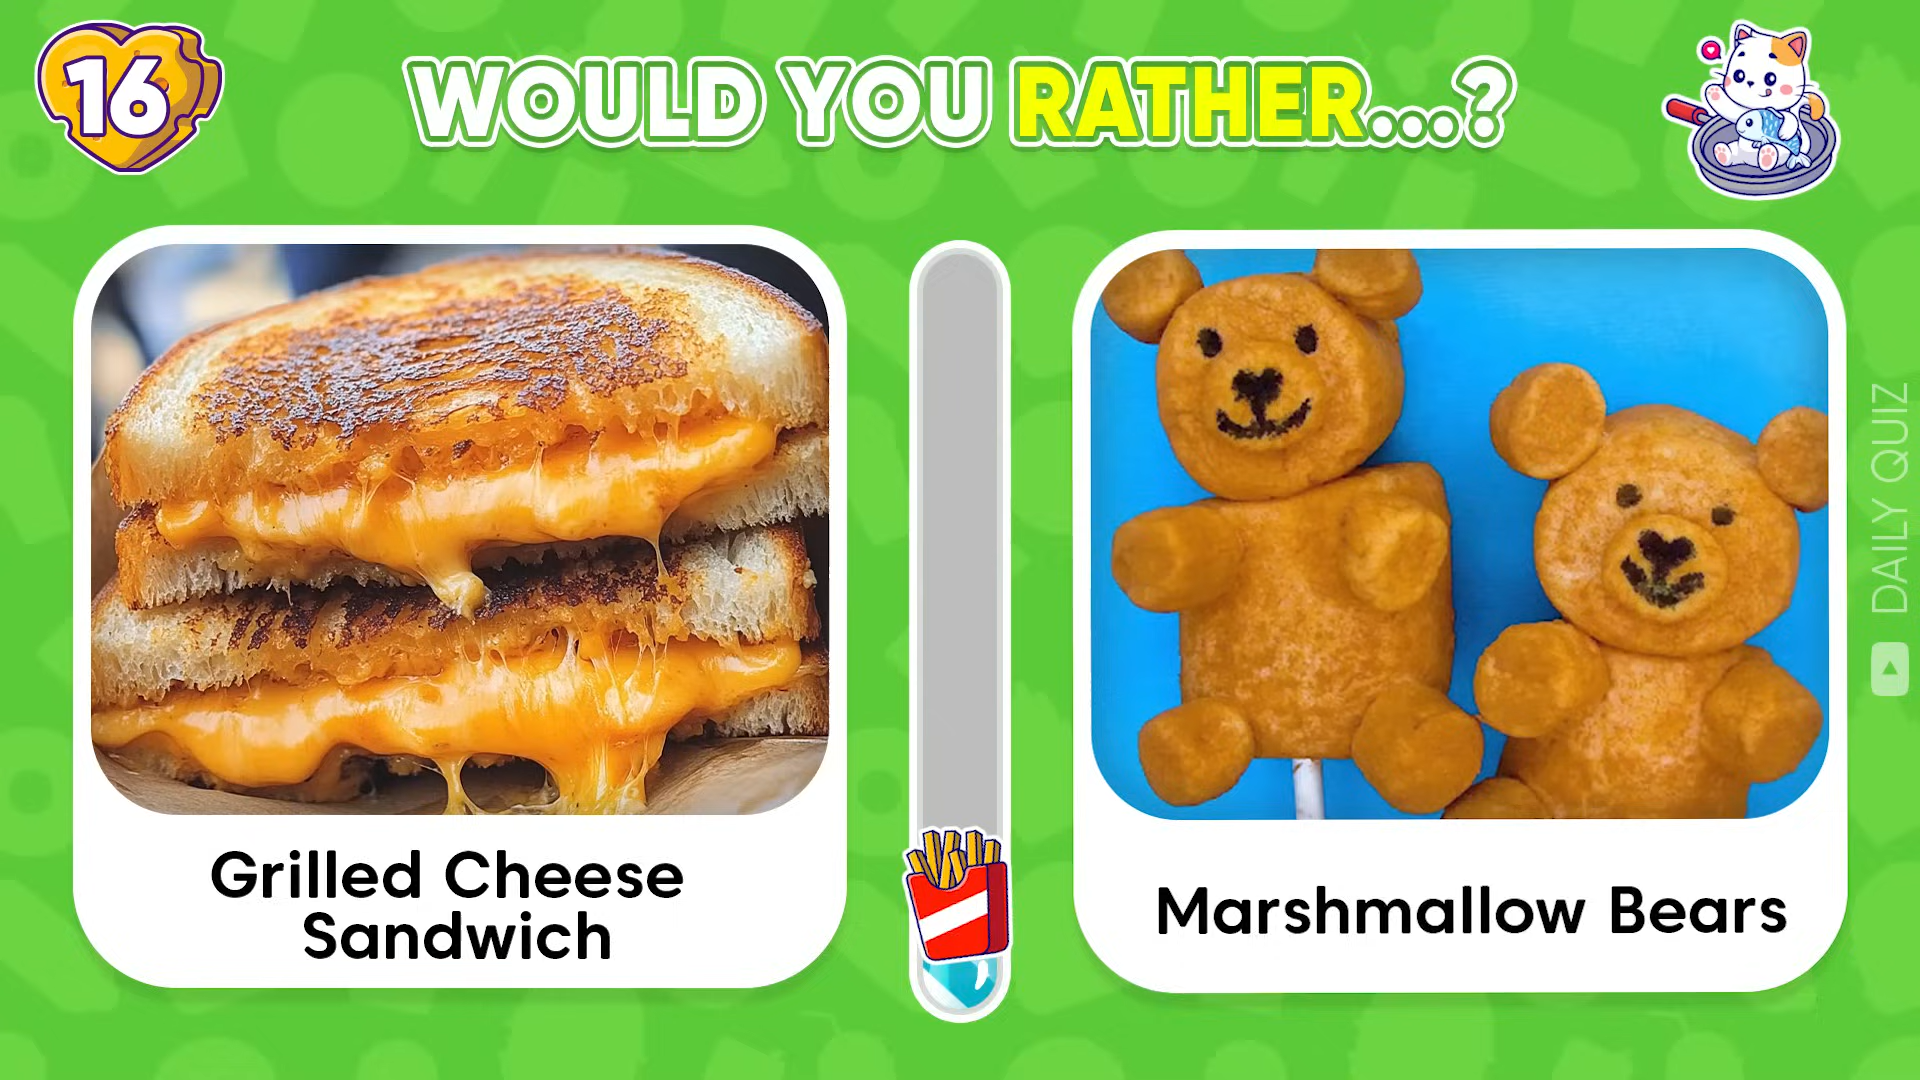 16
WOULD YOU RATHER...?
Grilled Cheese
Sandwich
Marshmallow Bears
DAILY QUIZ